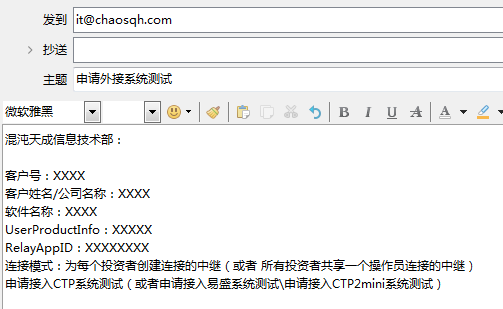 发到 it@chaosqh.com
抄送
主题 申请外接系统测试
微软雅黑 B I U A A
混沌天成信息技术部：
客户号：XXXX
客户姓名/公司名称：XXXX
软件名称：XXXX
UserProductInfo：XXXXX
RelayAppID：XXXXXXXX
连接模式：为每个投资者创建连接的中继（或者 所有投资者共享一个操作员连接的中继）
申请接入CTP系统测试（或者申请接入易盛系统测试\申请接入CTP2mini系统测试）